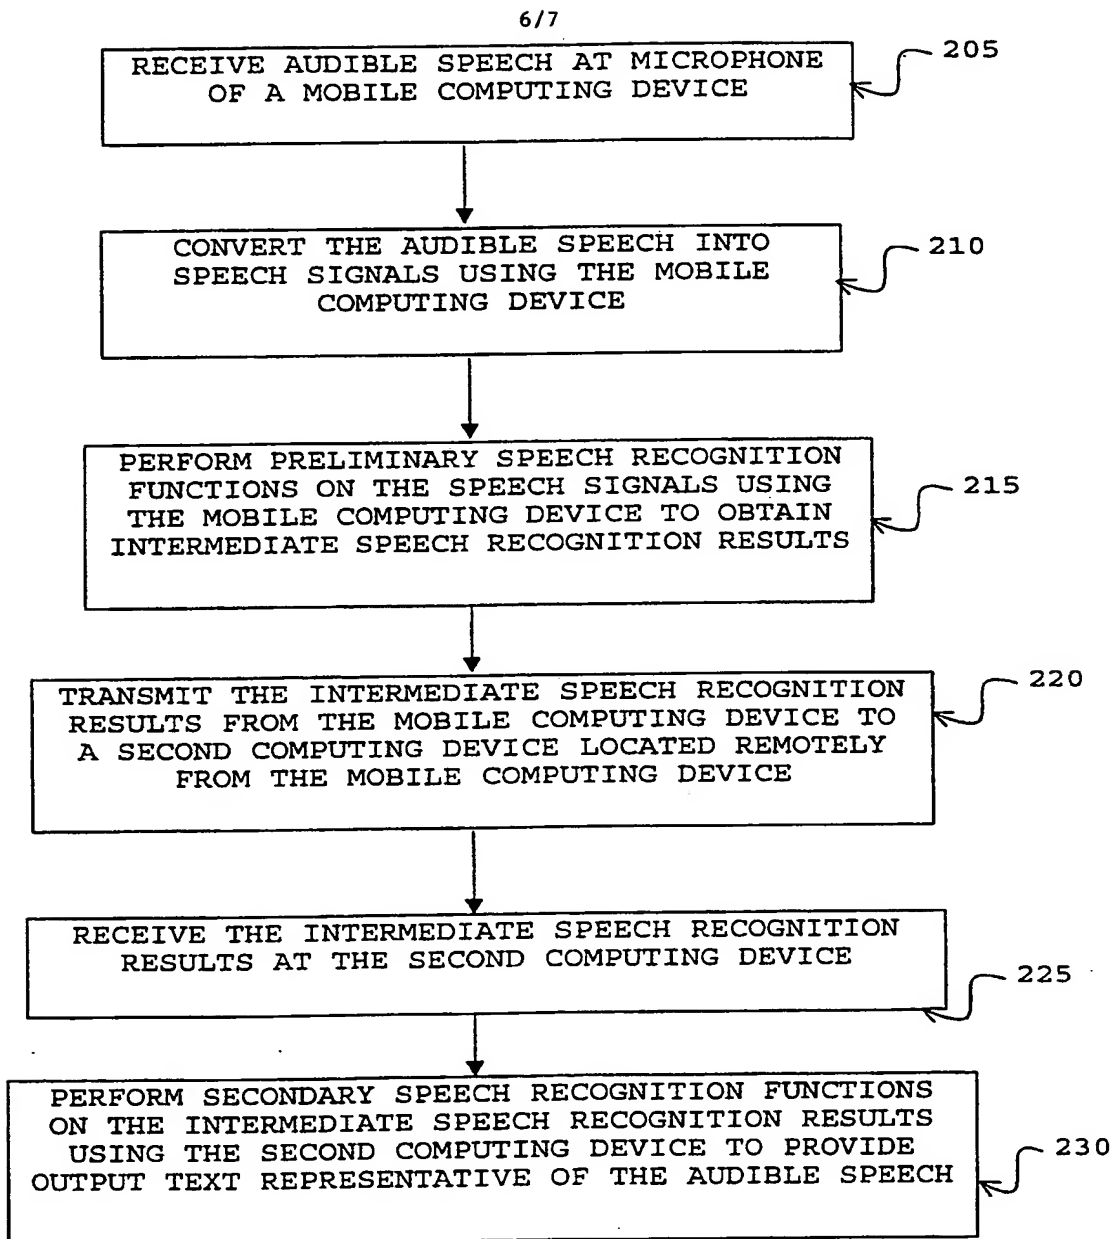 6/7
RECEIVE AUDIBLE SPEECH AT MICROPHONE
OF A MOBILE COMPUTING DEVICE
205
CONVERT THE AUDIBLE SPEECH INTO
SPEECH SIGNALS USING THE MOBILE
COMPUTING DEVICE
210
PERFORM PRELIMINARY SPEECH RECOGNITION
FUNCTIONS ON THE SPEECH SIGNALS USING
THE MOBILE COMPUTING DEVICE TO OBTAIN
INTERMEDIATE SPEECH RECOGNITION RESULTS
215
TRANSMIT THE INTERMEDIATE SPEECH RECOGNITION
RESULTS FROM THE MOBILE COMPUTING DEVICE TO
A SECOND COMPUTING DEVICE LOCATED REMOTELY
FROM THE MOBILE COMPUTING DEVICE
220
RECEIVE THE INTERMEDIATE SPEECH RECOGNITION
RESULTS AT THE SECOND COMPUTING DEVICE
225
PERFORM SECONDARY SPEECH RECOGNITION FUNCTIONS
ON THE INTERMEDIATE SPEECH RECOGNITION RESULTS
USING THE SECOND COMPUTING DEVICE TO PROVIDE
OUTPUT TEXT REPRESENTATIVE OF THE AUDIBLE SPEECH
230